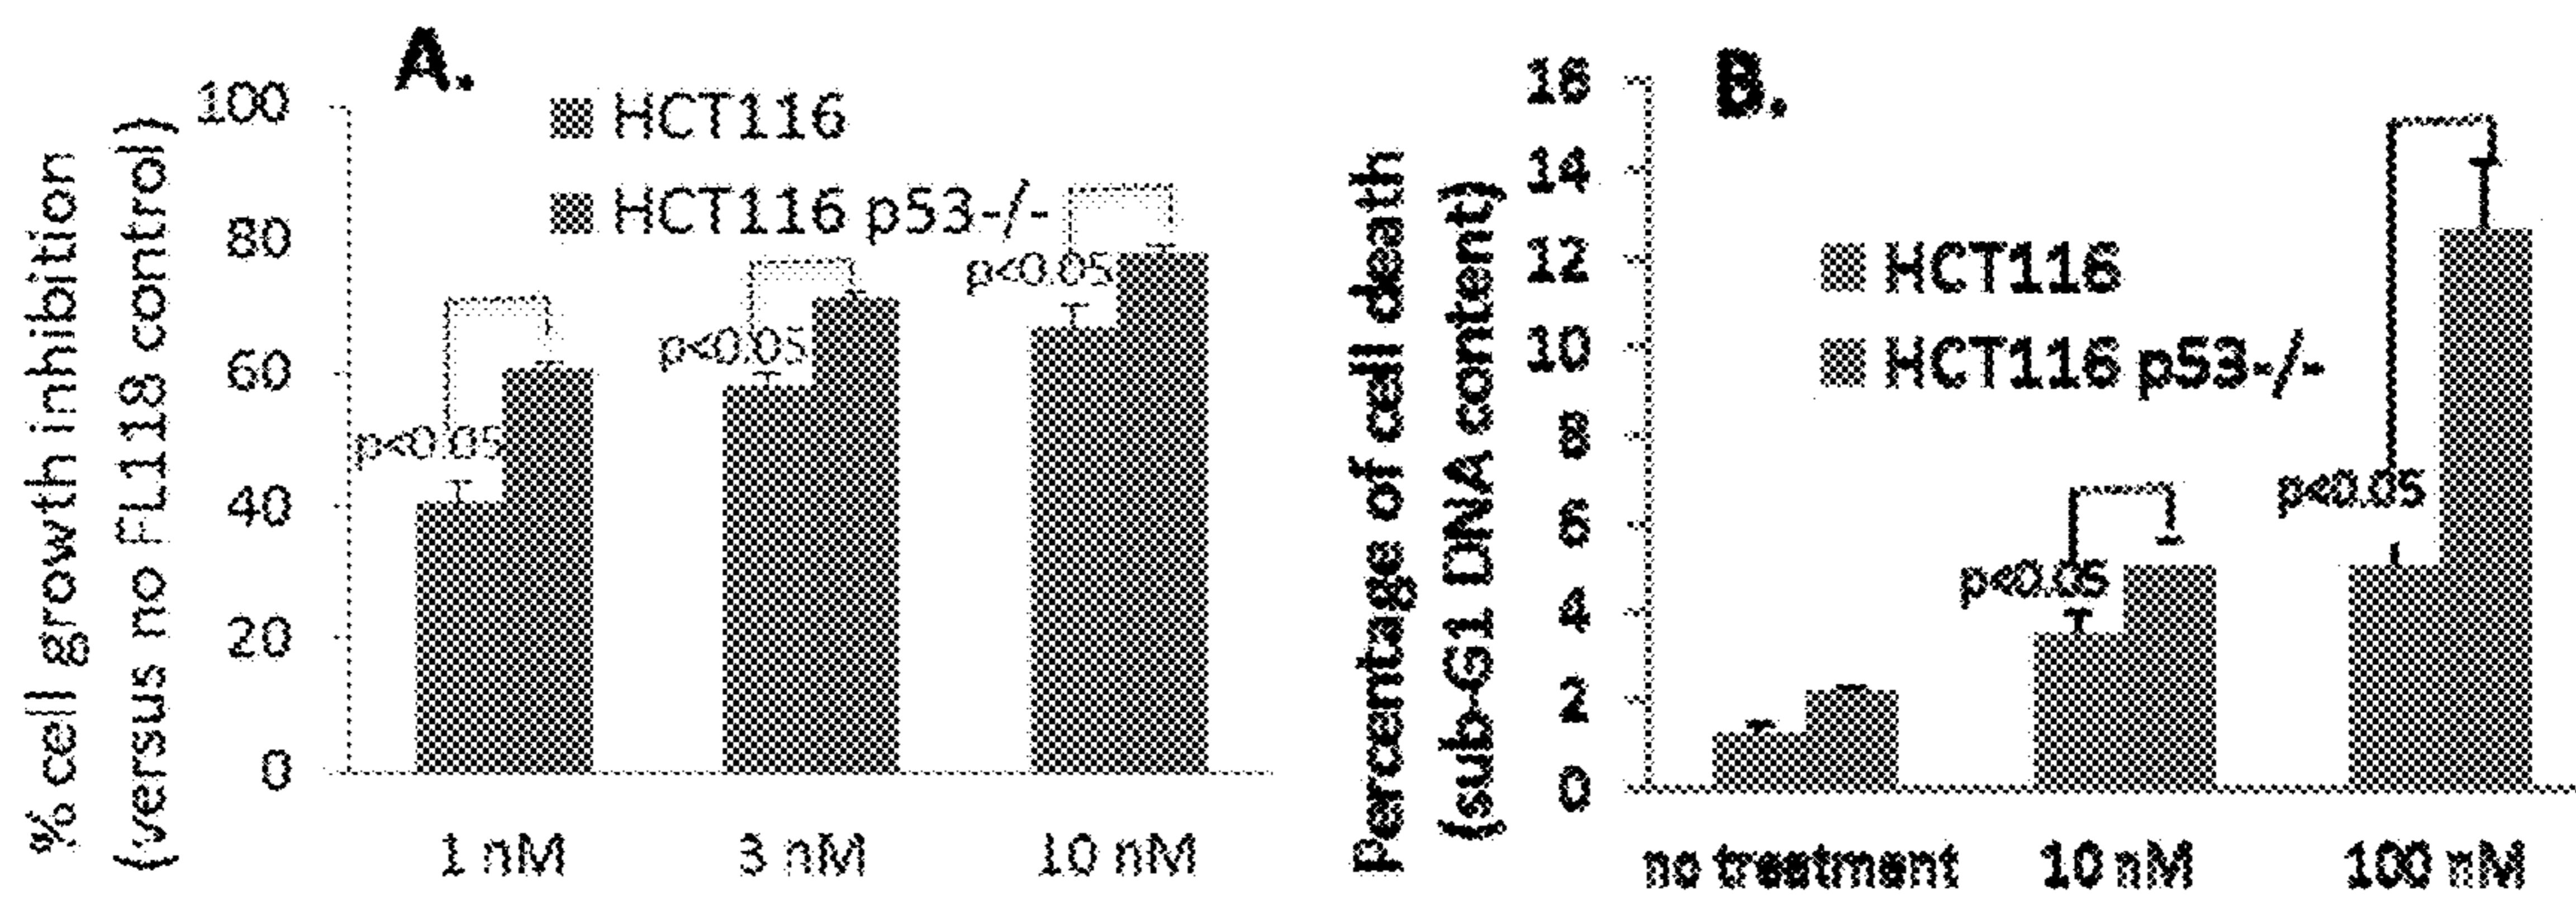 A.
% cell growth inhibition
(versus no FL118 control)
100
80
60
40
20
0
HCT116
HCT116 p53-/-
p<0.05
p<0.05
p<0.05
1 nM
3 nM
10 nM
B.
Percentage of cell death
(sub-G1 DNA content)
16
14
12
10
8
6
4
2
0
HCT116
HCT116 p53-/-
p<0.05
p<0.05
no treatment
10 nM
100 nM